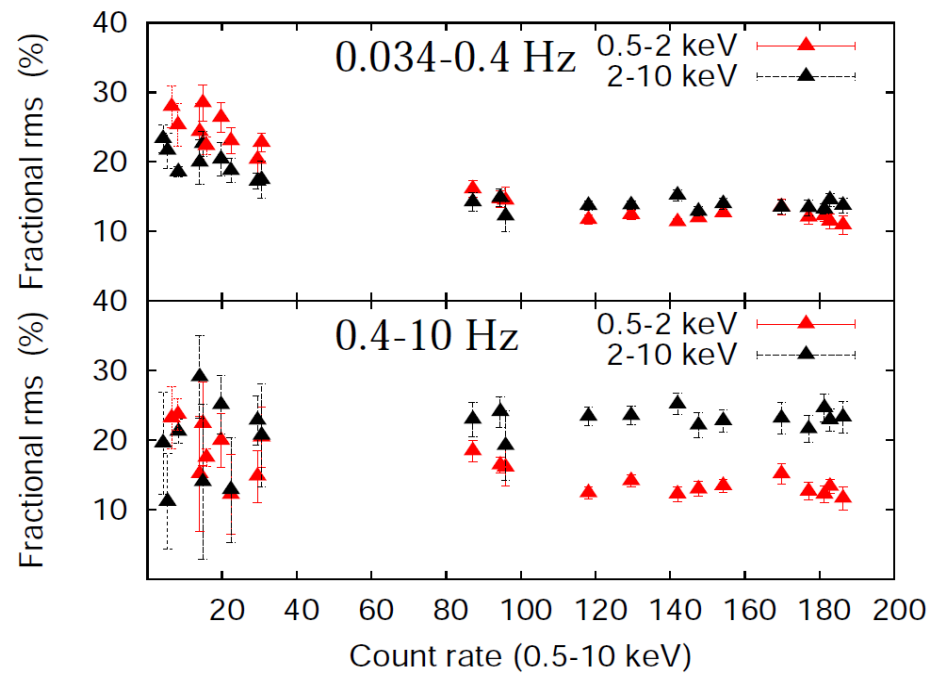 40
0.034-0.4 Hz
0.5-2 keV
2-10 keV
30
20
10
Fractional rms (%)
40
0.4-10 Hz
0.5-2 keV
2-10 keV
30
20
10
Fractional rms (%)
20 40 60 80 100 120 140 160 180 200
Count rate (0.5-10 keV)